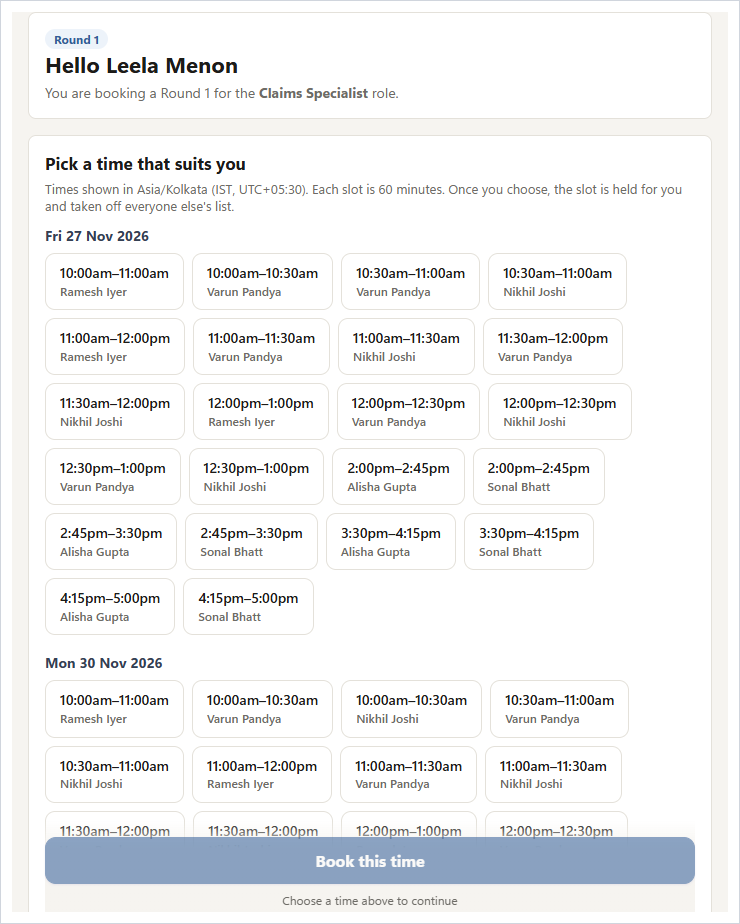 Round 1
Hello Leela Menon
You are booking a Round 1 for the Claims Specialist role.
Pick a time that suits you
Times shown in Asia/Kolkata (IST, UTC+05:30). Each slot is 60 minutes. Once you choose, the slot is held for you
and taken off everyone else's list.
Fri 27 Nov 2026
10:00am–11:00am 10:00am–10:30am 10:30am–11:00am 10:30am–11:00am
Ramesh Iyer Varun Pandya Varun Pandya Nikhil Joshi
11:00am–12:00pm 11:00am–11:30am 11:00am–11:30am 11:30am–12:00pm
Ramesh Iyer Varun Pandya Nikhil Joshi Varun Pandya
11:30am–12:00pm 12:00pm–1:00pm 12:00pm–12:30pm 12:00pm–12:30pm
Nikhil Joshi Ramesh Iyer Varun Pandya Nikhil Joshi
12:30pm–1:00pm 12:30pm–1:00pm 2:00pm–2:45pm 2:00pm–2:45pm
Varun Pandya Nikhil Joshi Alisha Gupta Sonal Bhatt
2:45pm–3:30pm 2:45pm–3:30pm 3:30pm–4:15pm 3:30pm–4:15pm
Alisha Gupta Sonal Bhatt Alisha Gupta Sonal Bhatt
4:15pm–5:00pm 4:15pm–5:00pm
Alisha Gupta Sonal Bhatt
Mon 30 Nov 2026
10:00am–11:00am 10:00am–10:30am 10:00am–10:30am 10:30am–11:00am
Ramesh Iyer Varun Pandya Nikhil Joshi Varun Pandya
10:30am–11:00am 11:00am–12:00pm 11:00am–11:30am 11:00am–11:30am
Nikhil Joshi Ramesh Iyer Varun Pandya Nikhil Joshi
11:30am–12:00pm 11:30am–12:00pm 12:00pm–1:00pm 12:00pm–12:30pm
Book this time
Choose a time above to continue